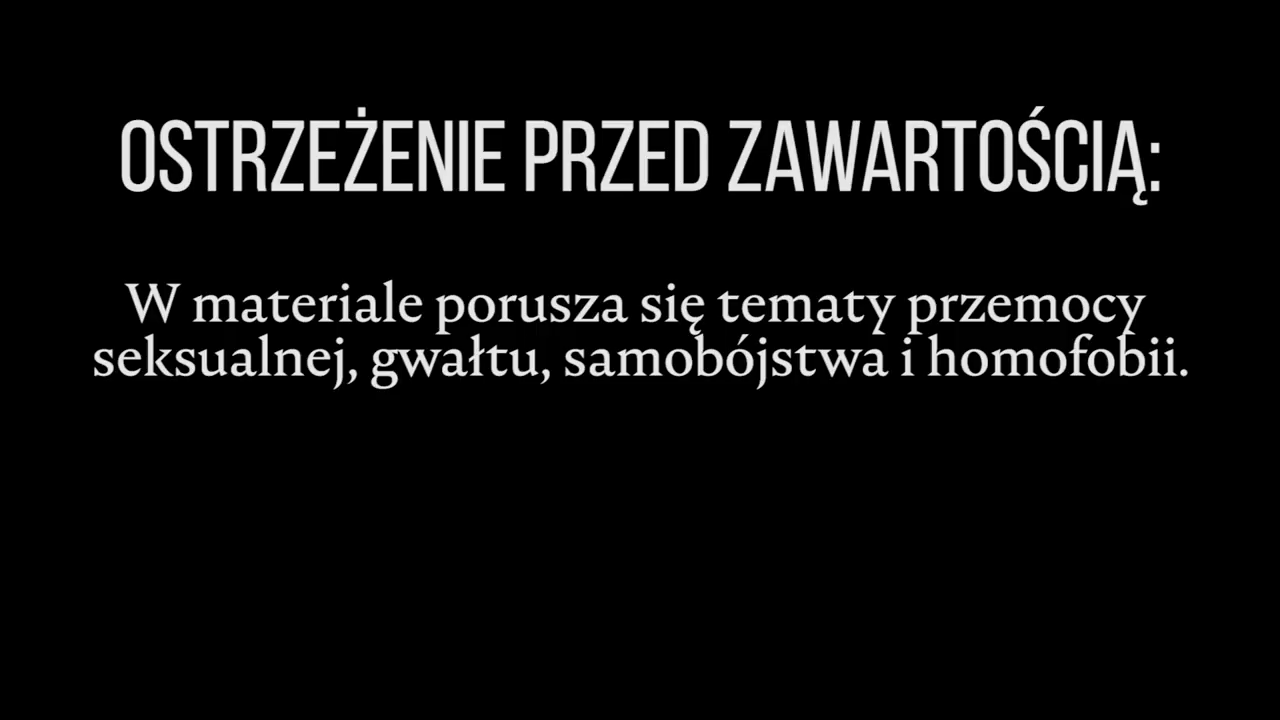 OSTRZEŻENIE PRZED ZAWARTOŚCIĄ:
W materiale porusza się tematy przemocy
seksualnej, gwałtu, samobójstwa i homofobii.